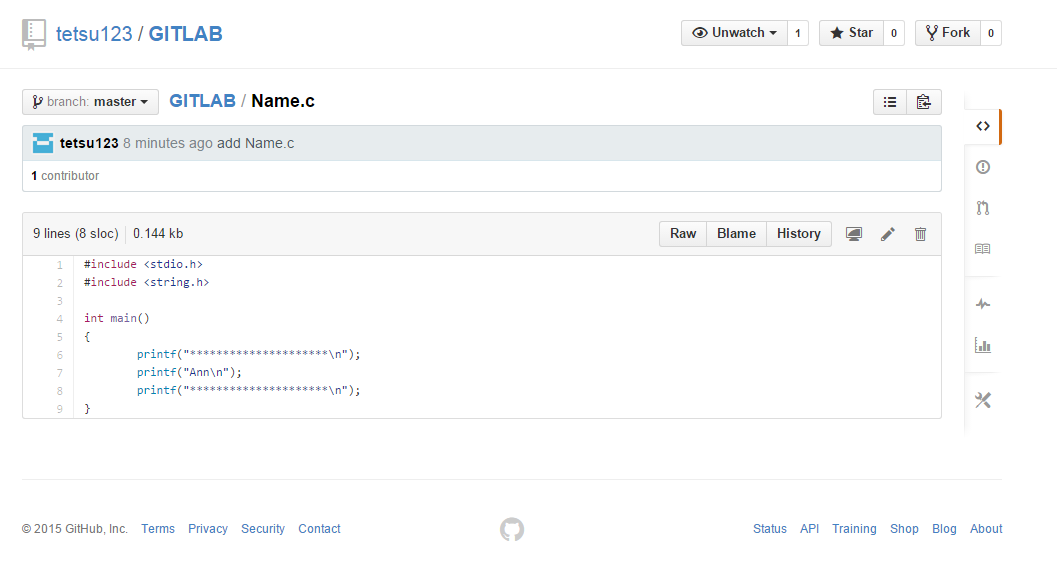 tetsu123 / GITLAB
Unwatch 1 Star 0 Fork 0
branch: master GITLAB / Name.c
tetsu123 8 minutes ago add Name.c
1 contributor
9 lines (8 sloc) 0.144 kb Raw Blame History
1 #include <stdio.h>
2 #include <string.h>
3
4 int main()
5 {
6 printf("*********************\n");
7 printf("Ann\n");
8 printf("*********************\n");
9 }
© 2015 GitHub, Inc. Terms Privacy Security Contact Status API Training Shop Blog About